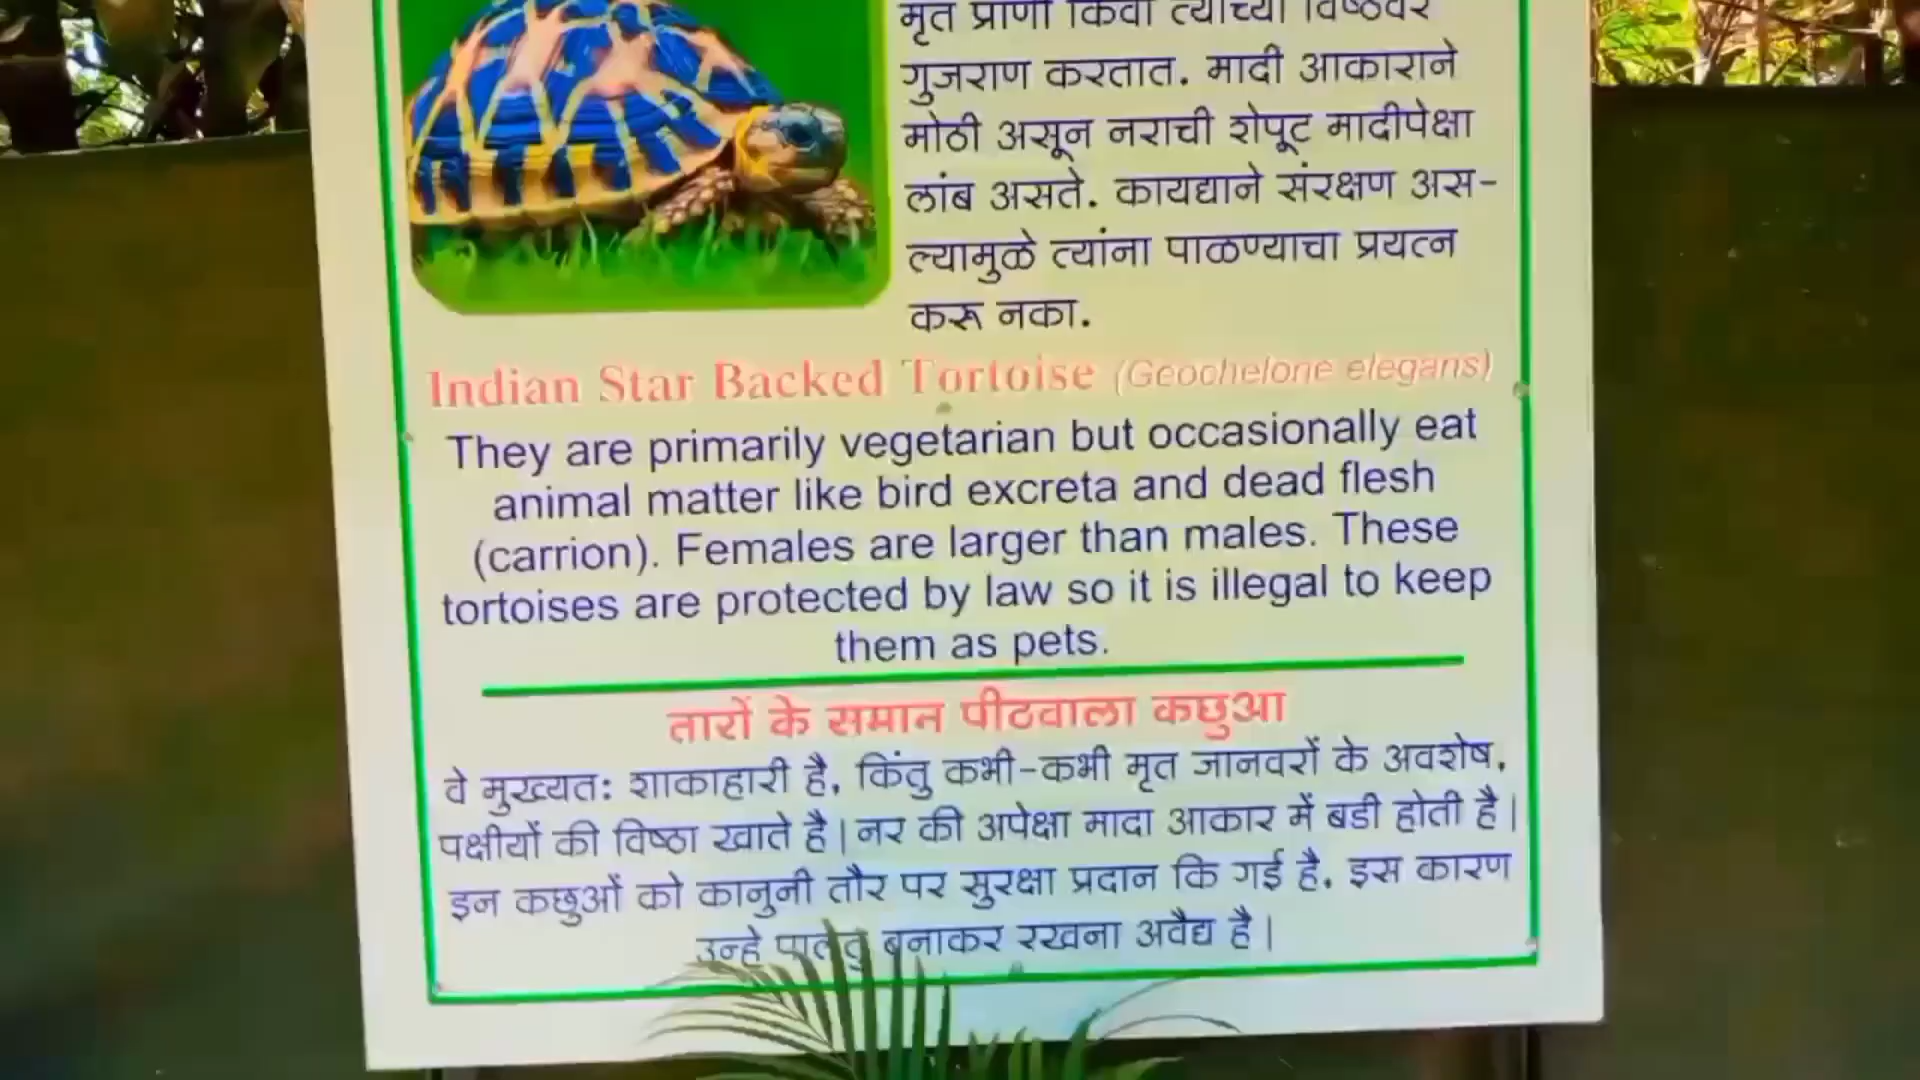 मृत प्राणी किंवा त्यांच्या विष्ठेवर
गुजराण करतात. मादी आकाराने
मोठी असून नराची शेपूट मादीपेक्षा
लांब असते. कायद्याने संरक्षण अस-
ल्यामुळे त्यांना पाळण्याचा प्रयत्न
करू नका.
Indian Star Backed Tortoise (Geochelone elegans)
They are primarily vegetarian but occasionally eat
animal matter like bird excreta and dead flesh
(carrion). Females are larger than males. These
tortoises are protected by law so it is illegal to keep
them as pets.
तारों के समान पीठवाला कछुआ
वे मुख्यतः शाकाहारी है, किंतु कभी-कभी मृत जानवरों के अवशेष,
पक्षीयों की विष्ठा खाते है। नर की अपेक्षा मादा आकार में बडी होती है।
इन कछुओं को कानुनी तौर पर सुरक्षा प्रदान कि गई है, इस कारण
उन्हे पालतु बनाकर रखना अवैद्य है।